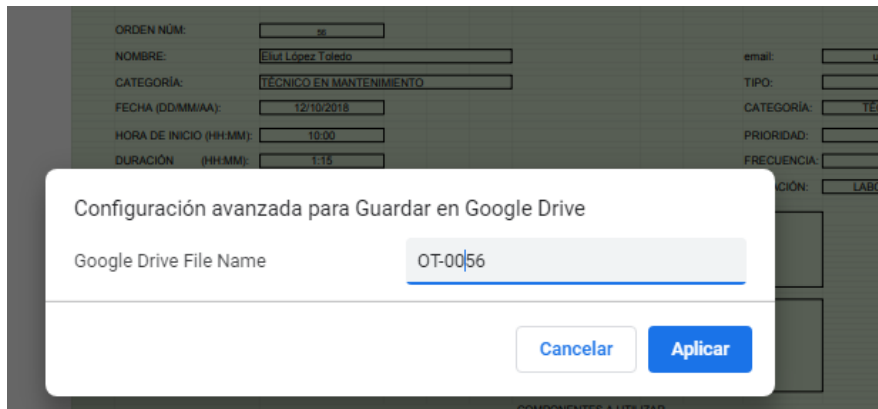 ORDEN NÚM: 56
NOMBRE: Eliut López Toledo email:
CATEGORÍA: TÉCNICO EN MANTENIMIENTO TIPO:
FECHA (DD/MM/AA): 12/10/2018 CATEGORÍA:
HORA DE INICIO (HH:MM): 10:00 PRIORIDAD:
DURACIÓN (HH:MM): 1:15 FRECUENCIA:
Configuración avanzada para Guardar en Google Drive
Google Drive File Name OT-0056
Cancelar Aplicar
COMPONENTES A UTILIZAR